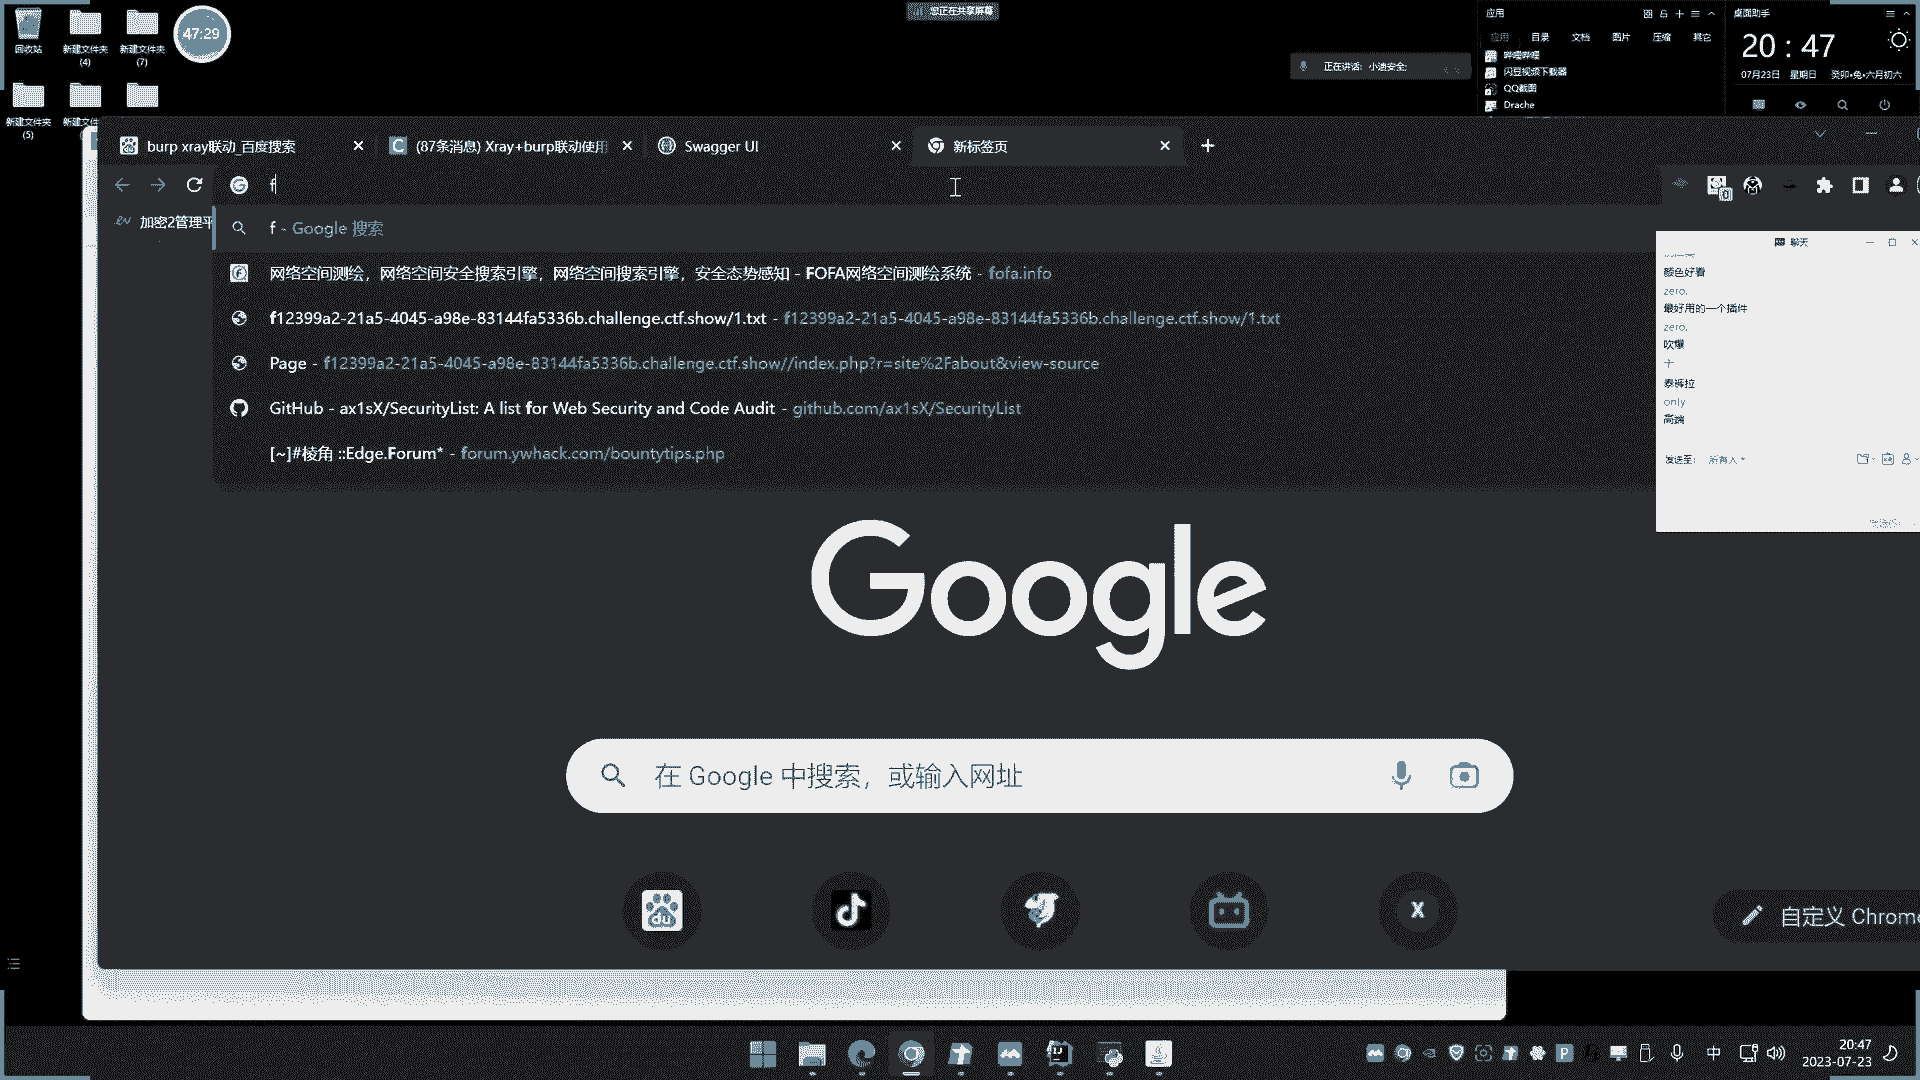 回收站
新建文件夹
(4)
新建文件夹
(7)
47:29
新建文件夹
(5)
您正在共享屏幕
正在讲话: 小迪安全;
应用
应用 目录 文档 图片 压缩 其它
哔哩哔哩
闪豆视频下载器
QQ截图
Drache
桌面助手
20 : 47
07月23日 星期日 癸卯•兔•六月初六
burp xray联动_百度搜索
(87条消息) Xray+burp联动使用
Swagger UI
新标签页
f
加密2管理平
f - Google 搜索
网络空间测绘，网络空间安全搜索引擎，网络空间搜索引擎，安全态势感知 - FOFA网络空间测绘系统 - fofa.info
f12399a2-21a5-4045-a98e-83144fa5336b.challenge.ctf.show/1.txt - f12399a2-21a5-4045-a98e-83144fa5336b.challenge.ctf.show/1.txt
Page - f12399a2-21a5-4045-a98e-83144fa5336b.challenge.ctf.show//index.php?r=site%2Fabout&view-source
GitHub - ax1sX/SecurityList: A list for Web Security and Code Audit - github.com/ax1sX/SecurityList
[~]#棱角 ::Edge.Forum* - forum.ywhack.com/bountytips.php
聊天
颜色好看
zero.
最好用的一个插件
zero.
吹爆
十
泰裤拉
only
高端
发送至: 所有人
Google
在 Google 中搜索，或输入网址
du
X
自定义 Chrome
中
20:47
2023-07-23